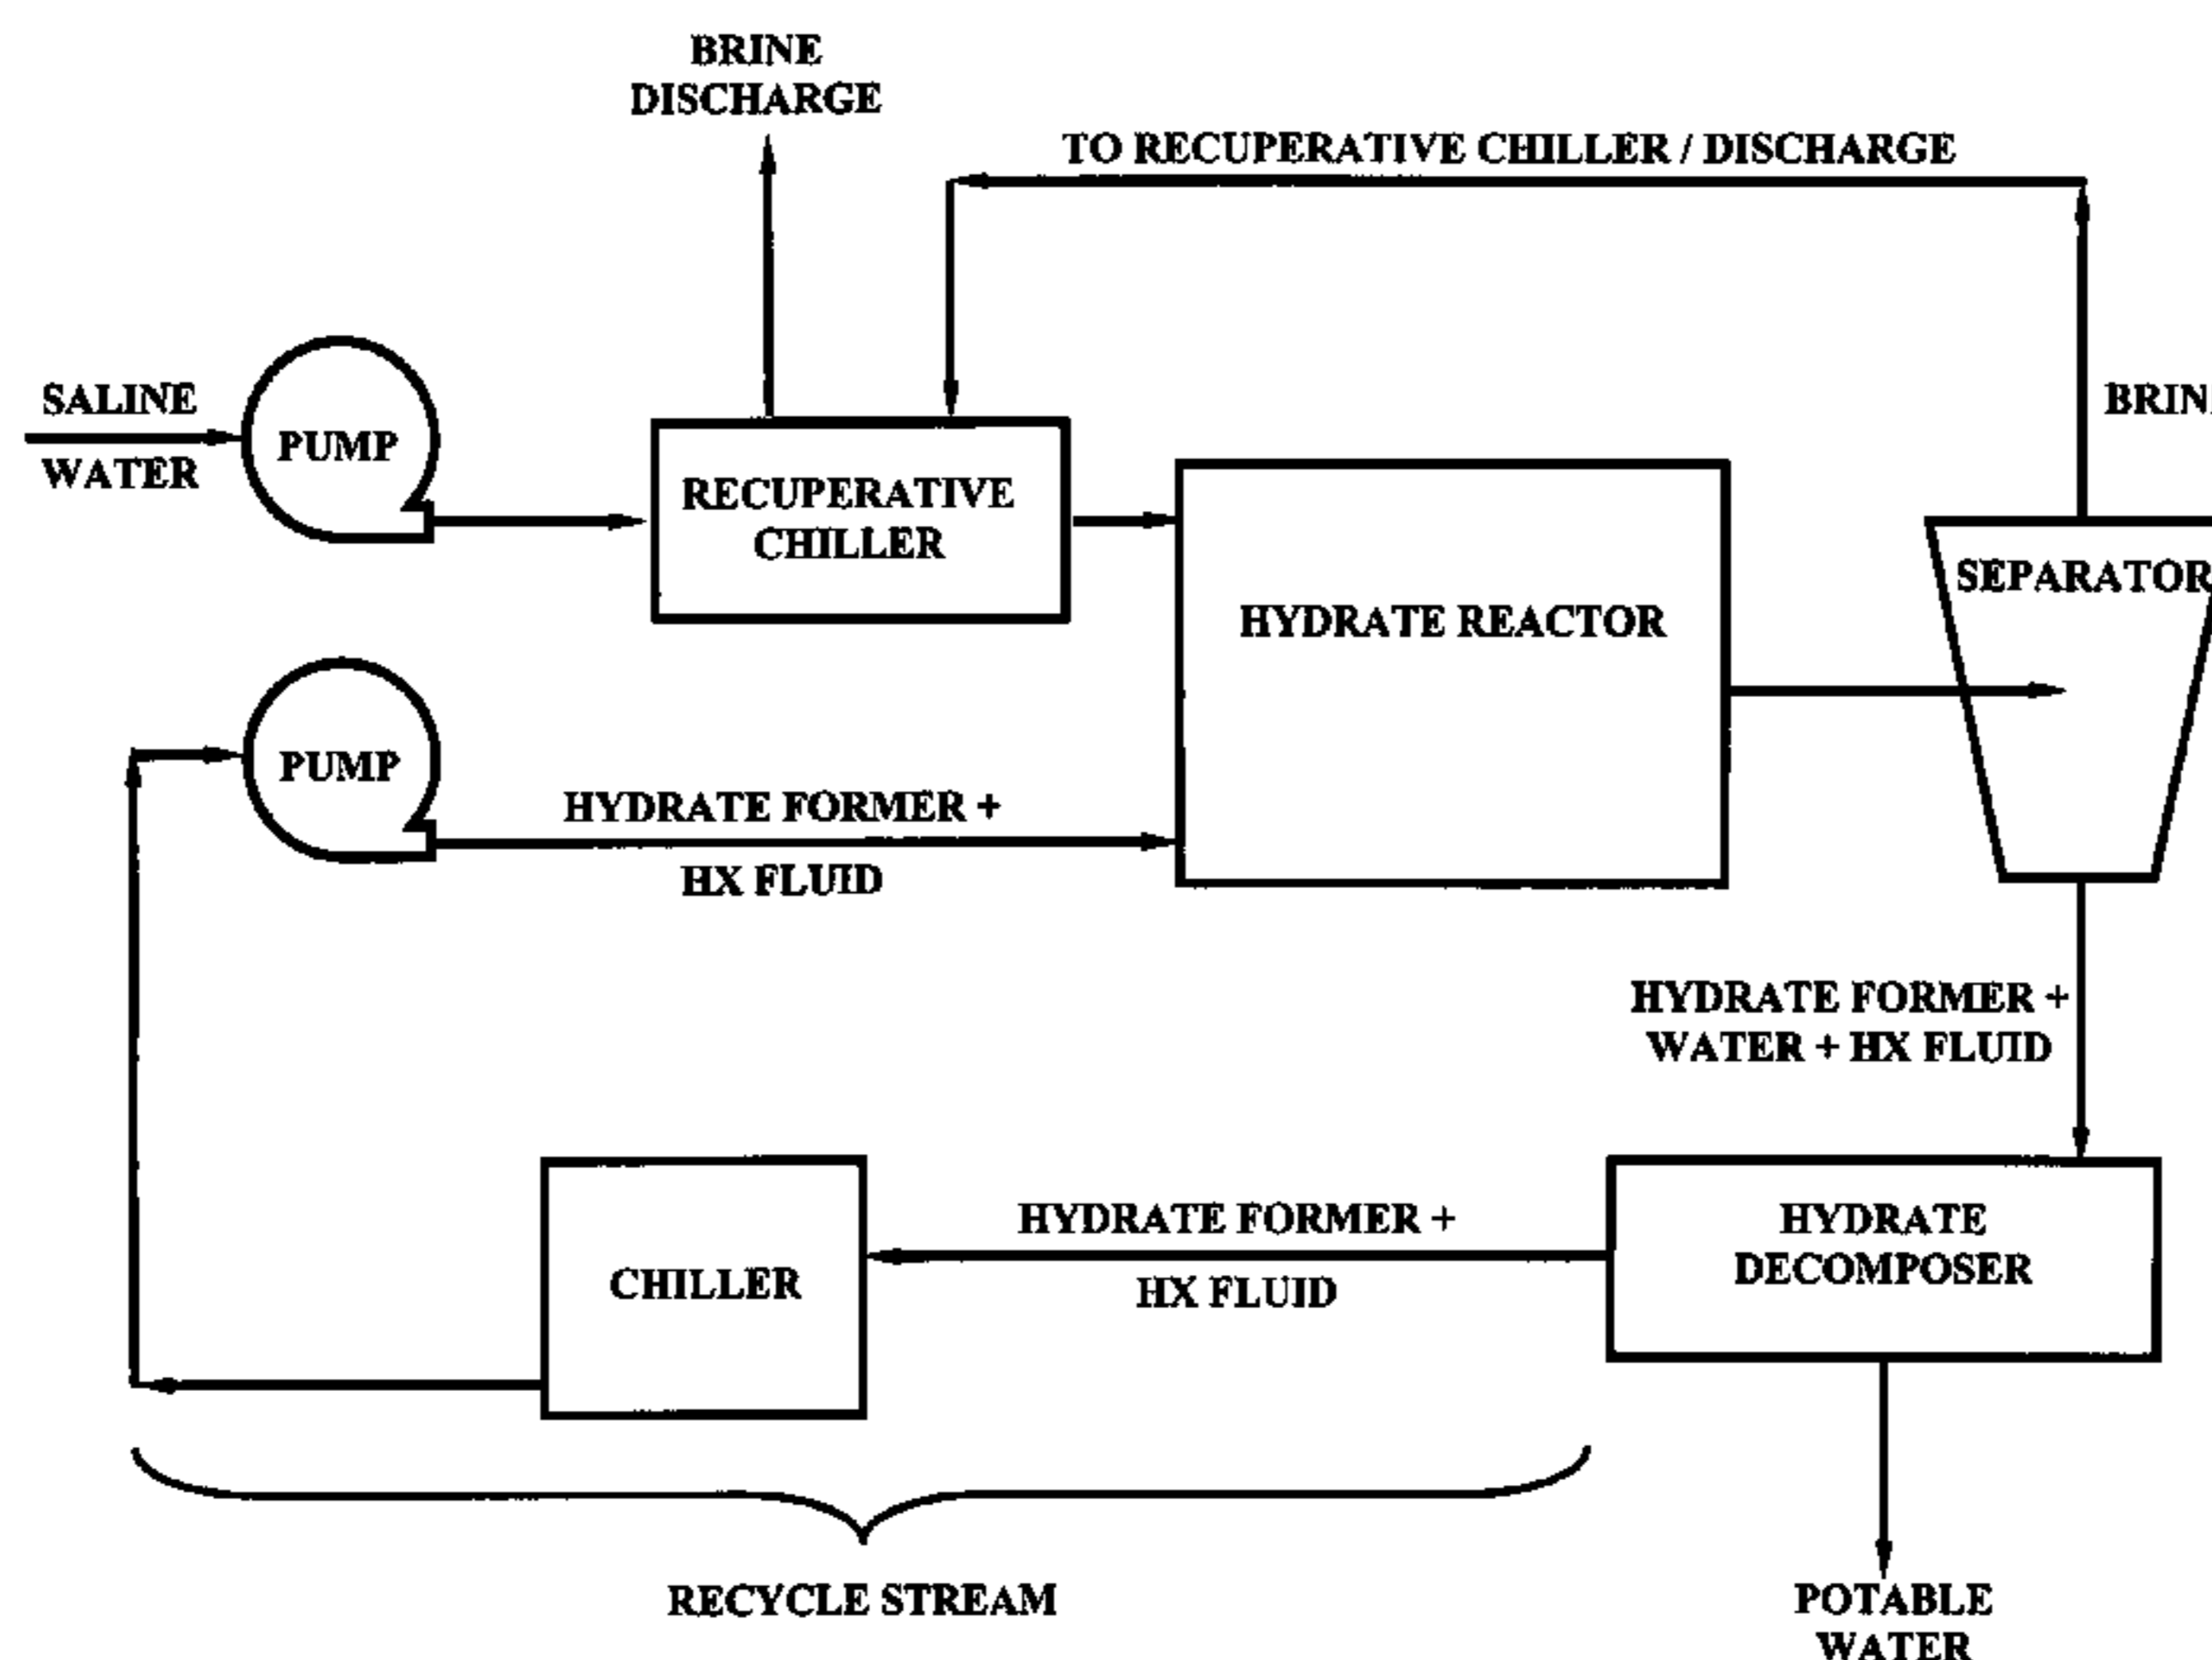 BRINE
DISCHARGE
TO RECUPERATIVE CHILLER / DISCHARGE
SALINE
WATER
PUMP
BRIN
RECUPERATIVE
CHILLER
SEPARATOR
HYDRATE REACTOR
PUMP
HYDRATE FORMER +
HX FLUID
HYDRATE FORMER +
WATER + HX FLUID
HYDRATE FORMER +
HX FLUID
CHILLER
HYDRATE
DECOMPOSER
RECYCLE STREAM
POTABLE
WATER